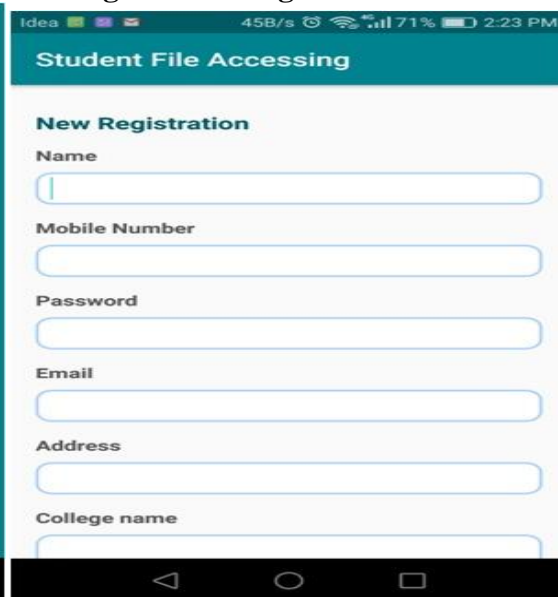 Idea 45B/s 71% 2:23 PM
Student File Accessing
New Registration
Name
Mobile Number
Password
Email
Address
College name